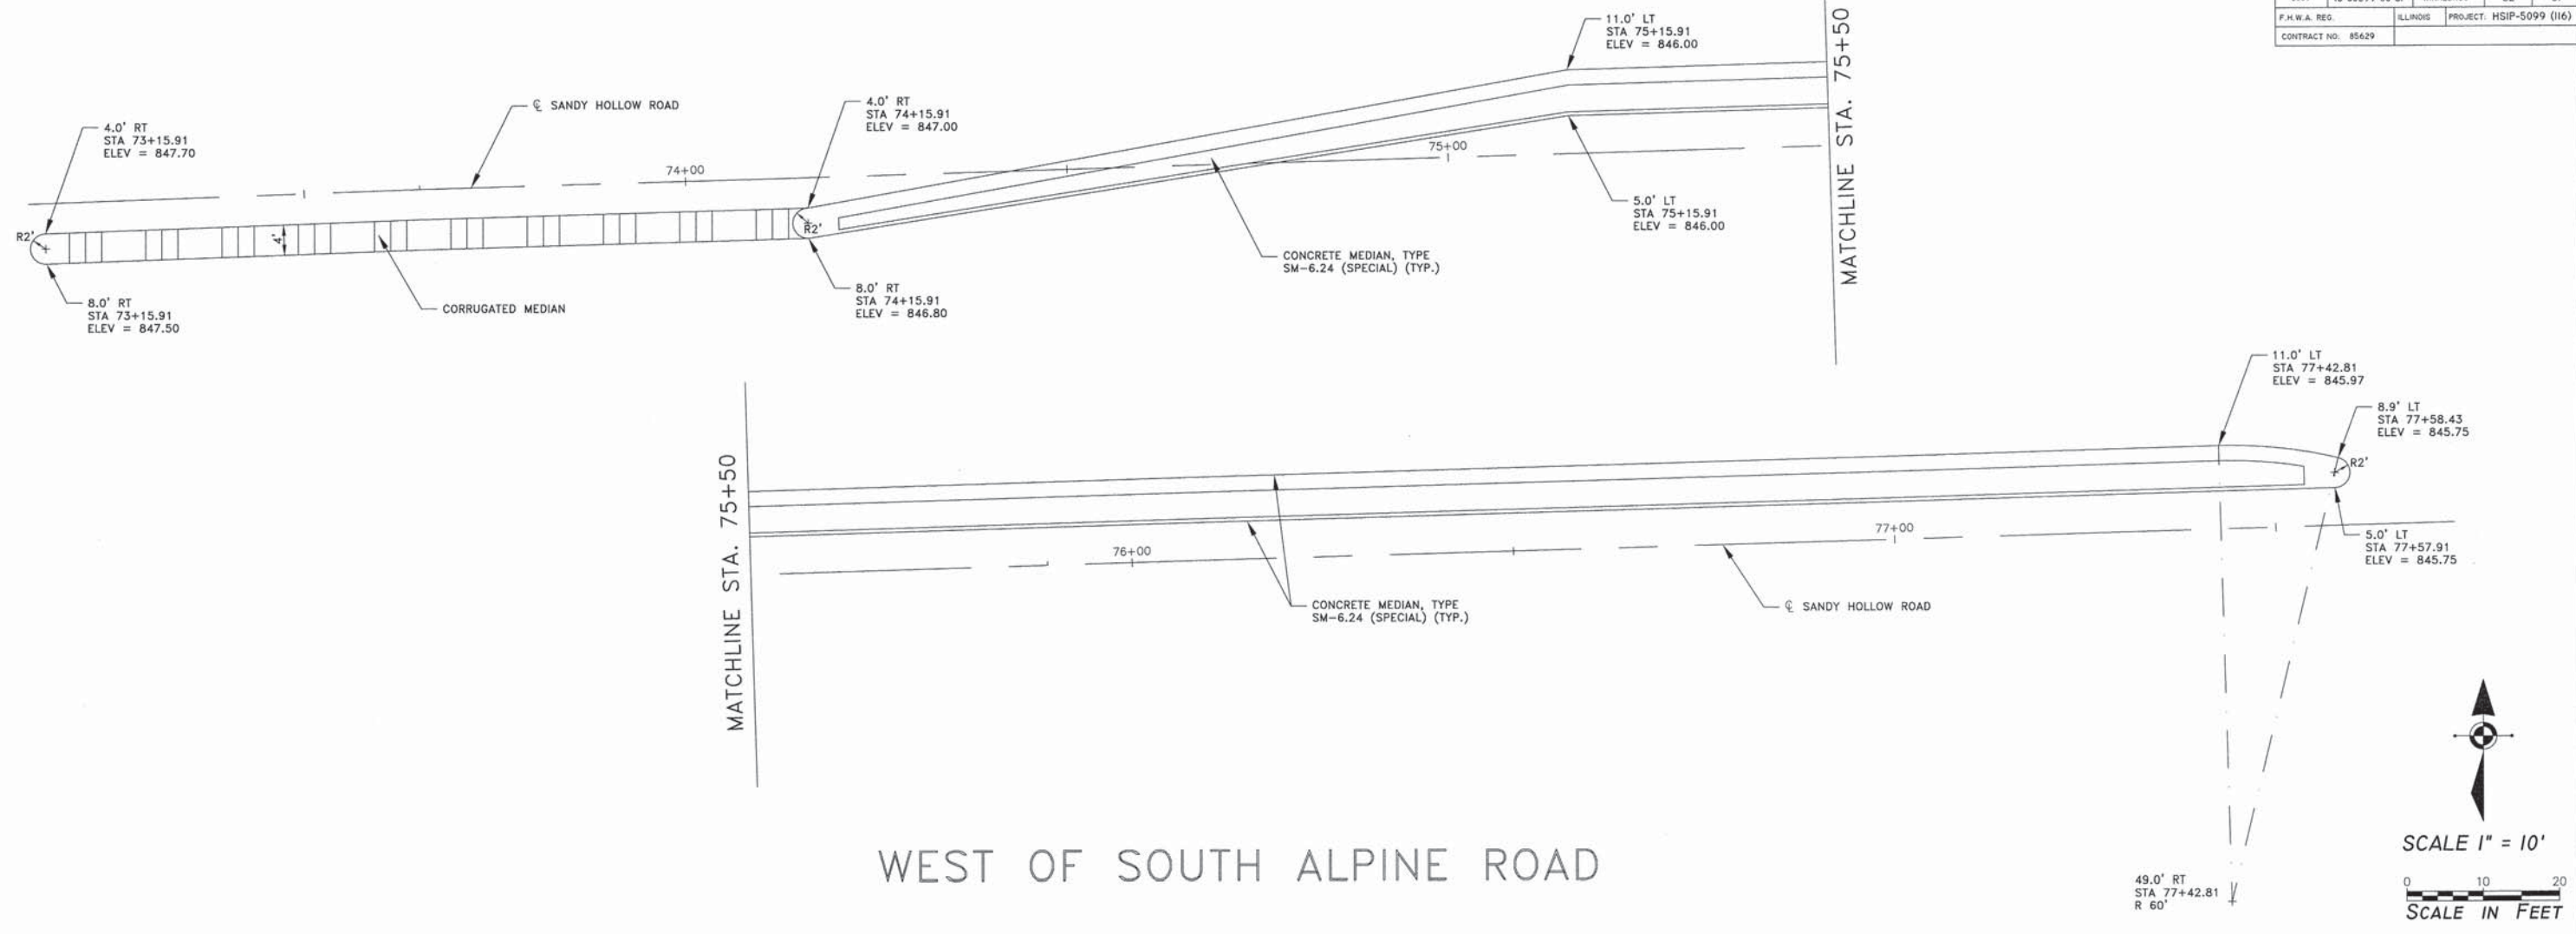 F.H.W.A. REG. ILLINOIS PROJECT: HSIP-5099 (116)
CONTRACT NO. 85629
11.0' LT
STA 75+15.91
ELEV = 846.00
MATCHLINE STA. 75+50
℄ SANDY HOLLOW ROAD
4.0' RT
STA 73+15.91
ELEV = 847.70
4.0' RT
STA 74+15.91
ELEV = 847.00
74+00
75+00
R2'
4'
R2'
5.0' LT
STA 75+15.91
ELEV = 846.00
CONCRETE MEDIAN, TYPE
SM-6.24 (SPECIAL) (TYP.)
8.0' RT
STA 73+15.91
ELEV = 847.50
CORRUGATED MEDIAN
8.0' RT
STA 74+15.91
ELEV = 846.80
11.0' LT
STA 77+42.81
ELEV = 845.97
8.9' LT
STA 77+58.43
ELEV = 845.75
R2'
MATCHLINE STA. 75+50
76+00
77+00
5.0' LT
STA 77+57.91
ELEV = 845.75
CONCRETE MEDIAN, TYPE
SM-6.24 (SPECIAL) (TYP.)
℄ SANDY HOLLOW ROAD
WEST OF SOUTH ALPINE ROAD
49.0' RT
STA 77+42.81
R 60'
SCALE 1" = 10'
0 10 20
SCALE IN FEET